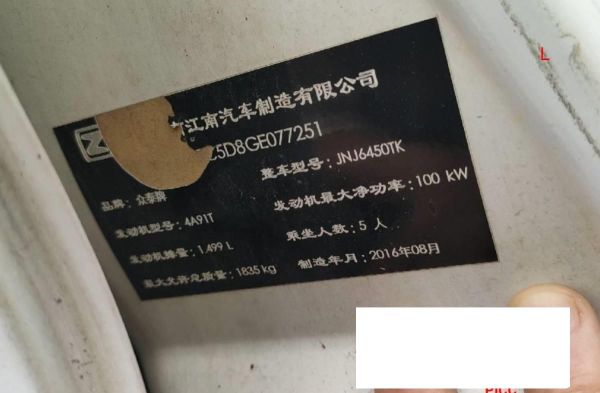 江南汽车制造有限公司
5D8GE077251
品牌：众泰牌
整车型号：JNJ6450TK
发动机型号：4A91T
发动机最大净功率：100 kW
发动机排量：1.499 L
乘坐人数：5 人
最大允许总质量：1835 kg
制造年月：2016年08月
L
PICC